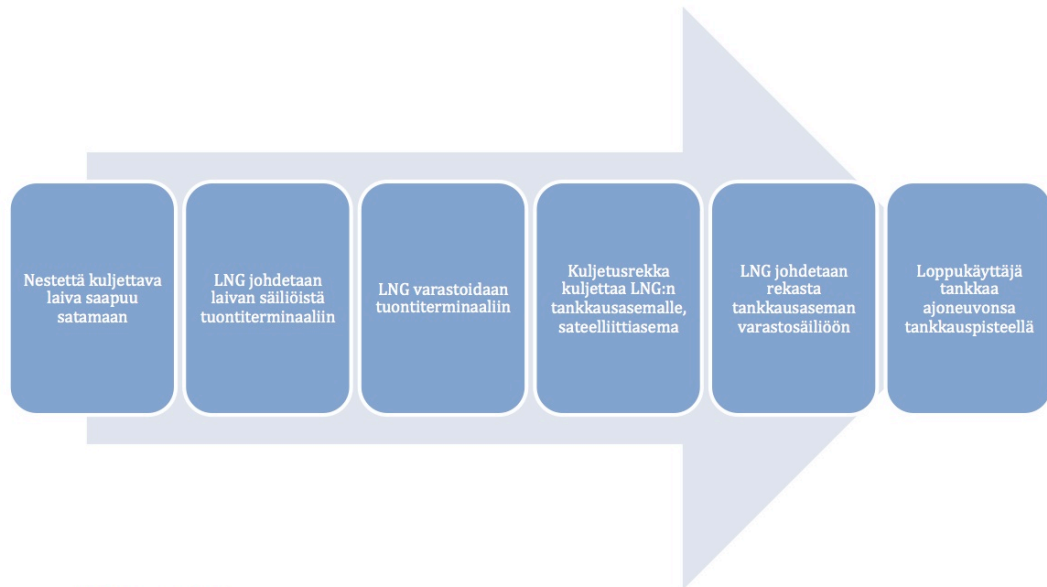 Nestettä kuljettava
laiva saapuu
satamaan
LNG johdetaan
laivan säiliöistä
tuontiterminaaliin
LNG varastoidaan
tuontiterminaaliin
Kuljetusrekka
kuljettaa LNG:n
tankkausasemalle,
sateelliittiasema
LNG johdetaan
rekasta
tankkausaseman
varastosäiliöön
Loppukäyttäjä
tankkaa
ajoneuvonsa
tankkauspisteellä